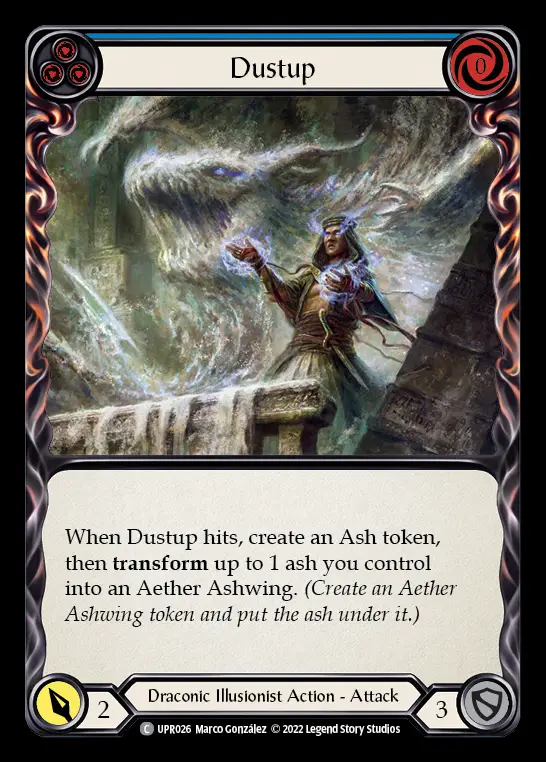 Dustup
0
When Dustup hits, create an Ash token,
then transform up to 1 ash you control
into an Aether Ashwing. (Create an Aether
Ashwing token and put the ash under it.)
2
Draconic Illusionist Action - Attack
3
C UPR026 Marco González © 2022 Legend Story Studios